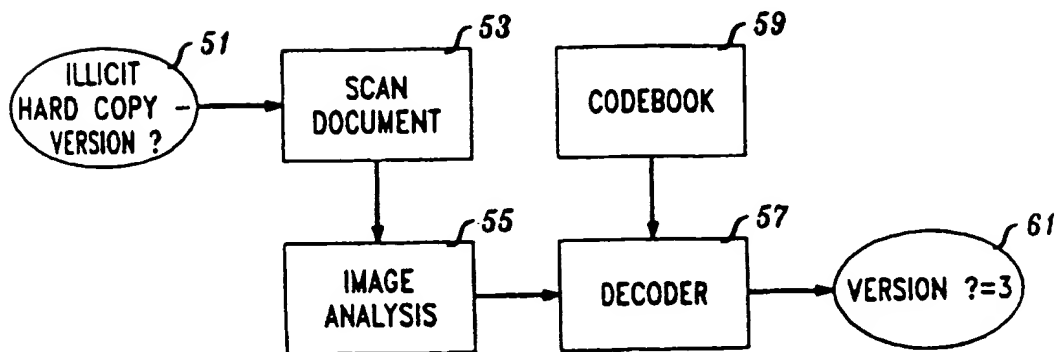 51
ILLICIT
HARD COPY -
VERSION ?
53
SCAN
DOCUMENT
59
CODEBOOK
55
IMAGE
ANALYSIS
57
DECODER
61
VERSION ?=3